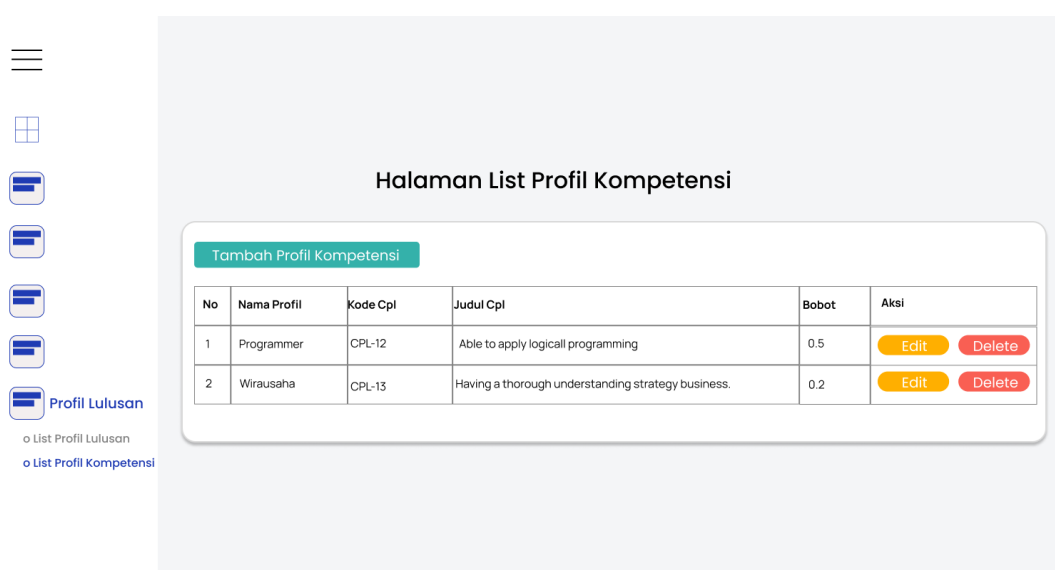 Halaman List Profil Kompetensi
Tambah Profil Kompetensi
No Nama Profil Kode Cpl Judul Cpl Bobot Aksi
1 Programmer CPL-12 Able to apply logicall programming 0.5 Edit Delete
2 Wirausaha CPL-13 Having a thorough understanding strategy business. 0.2 Edit Delete
Profil Lulusan
o List Profil Lulusan
o List Profil Kompetensi